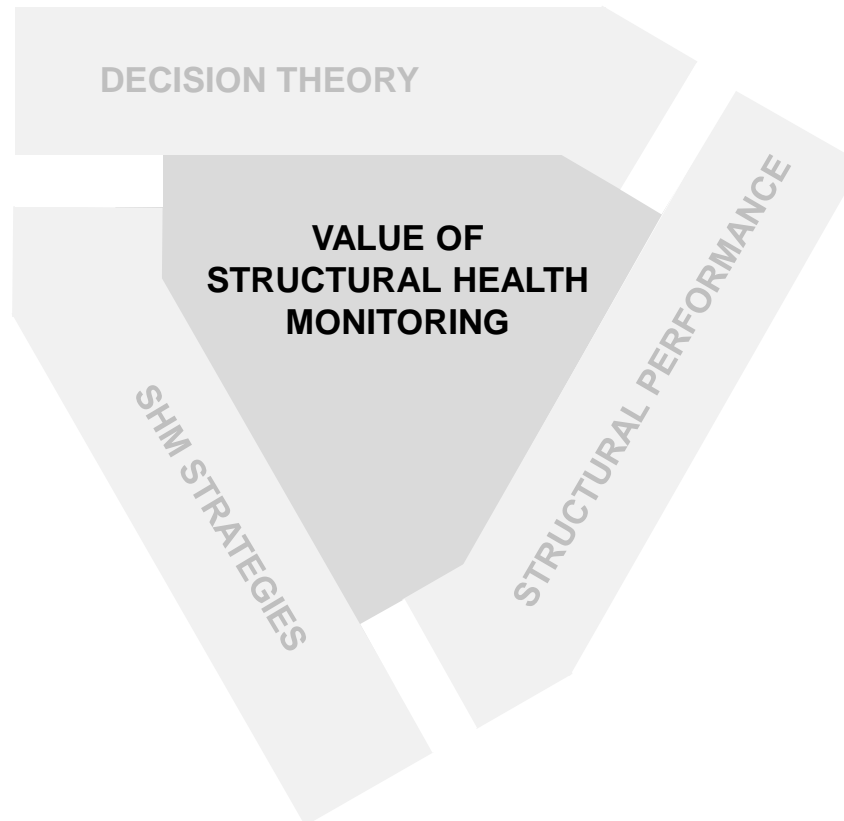 DECISION THEORY
VALUE OF
STRUCTURAL HEALTH
MONITORING
STRUCTURAL PERFORMANCE
SHM STRATEGIES